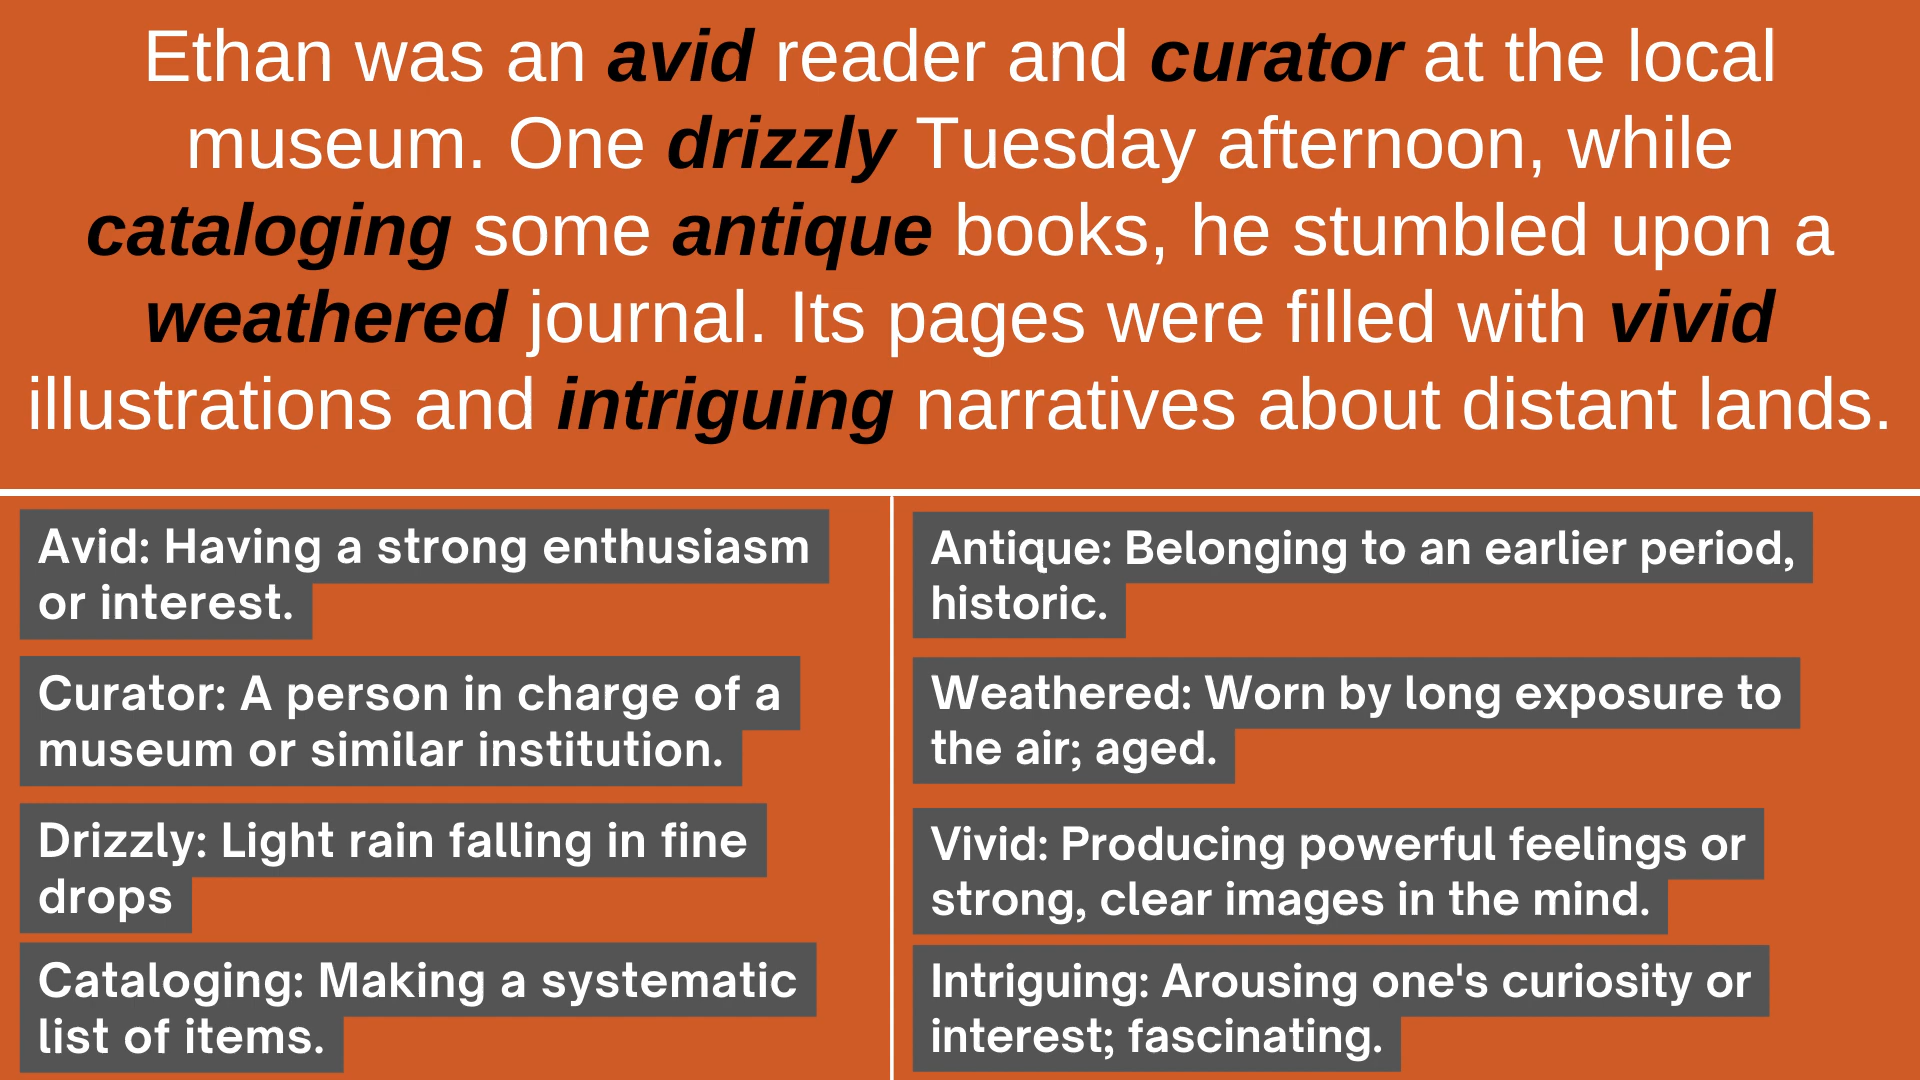 Ethan was an avid reader and curator at the local
museum. One drizzly Tuesday afternoon, while
cataloging some antique books, he stumbled upon a
weathered journal. Its pages were filled with vivid
illustrations and intriguing narratives about distant lands.
Avid: Having a strong enthusiasm
or interest.
Curator: A person in charge of a
museum or similar institution.
Drizzly: Light rain falling in fine
drops
Cataloging: Making a systematic
list of items.
Antique: Belonging to an earlier period,
historic.
Weathered: Worn by long exposure to
the air; aged.
Vivid: Producing powerful feelings or
strong, clear images in the mind.
Intriguing: Arousing one's curiosity or
interest; fascinating.